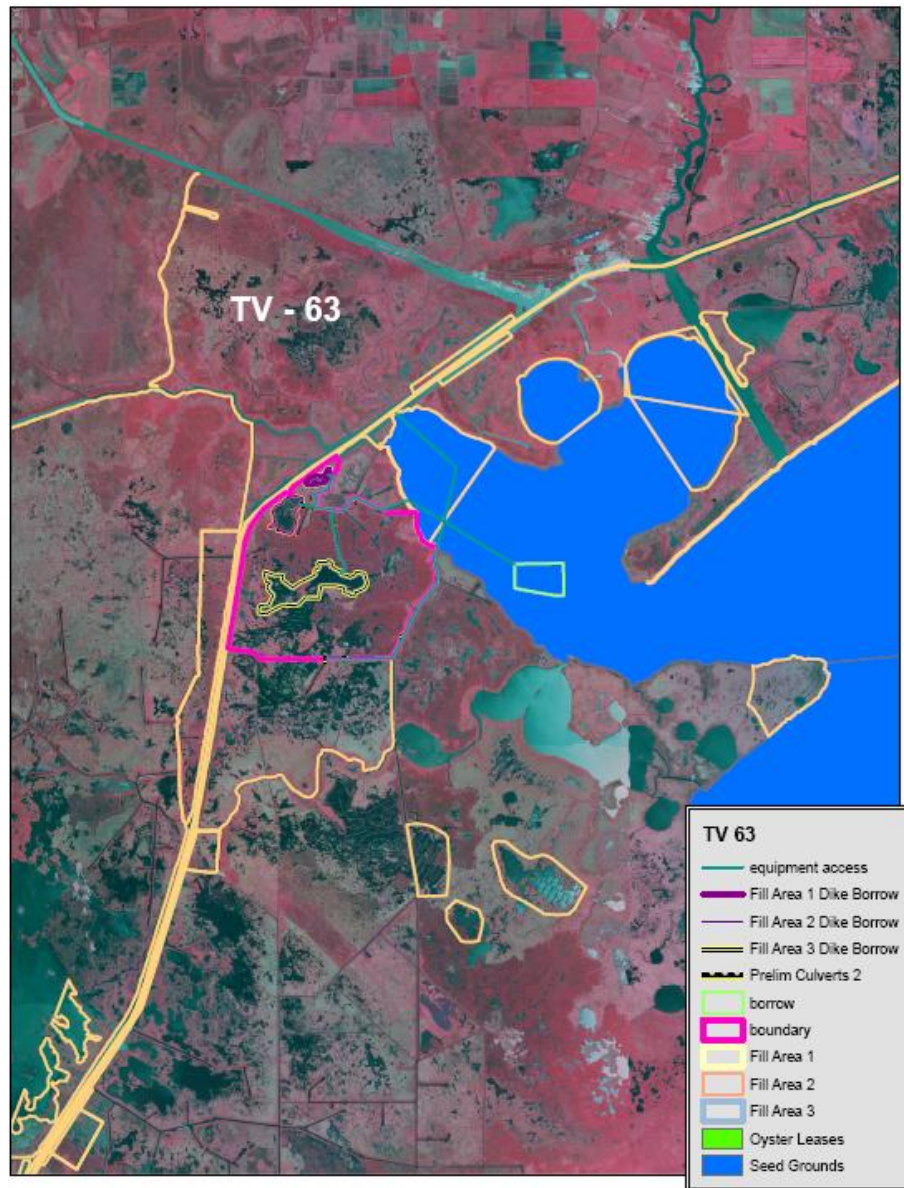 TV - 63
TV 63
equipment access
Fill Area 1 Dike Borrow
Fill Area 2 Dike Borrow
Fill Area 3 Dike Borrow
Prelim Culverts 2
borrow
boundary
Fill Area 1
Fill Area 2
Fill Area 3
Oyster Leases
Seed Grounds